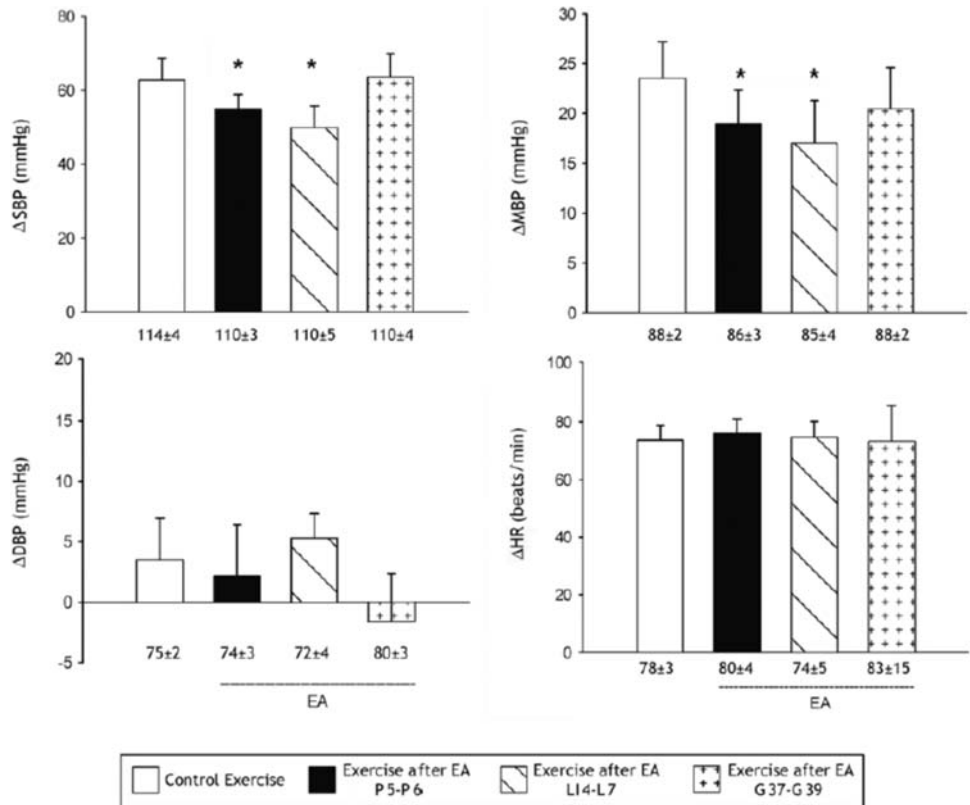 80
60
40
20
0
ΔSBP (mmHg)
* *
114±4 110±3 110±5 110±4
30
25
20
15
10
5
0
ΔMBP (mmHg)
* *
88±2 86±3 85±4 88±2
20
15
10
5
0
-5
ΔDBP (mmHg)
75±2 74±3 72±4 80±3
EA
100
80
60
40
20
0
ΔHR (beats/min)
78±3 80±4 74±5 83±15
EA
Control Exercise
Exercise after EA
P5-P6
Exercise after EA
LI4-L7
Exercise after EA
G37-G39